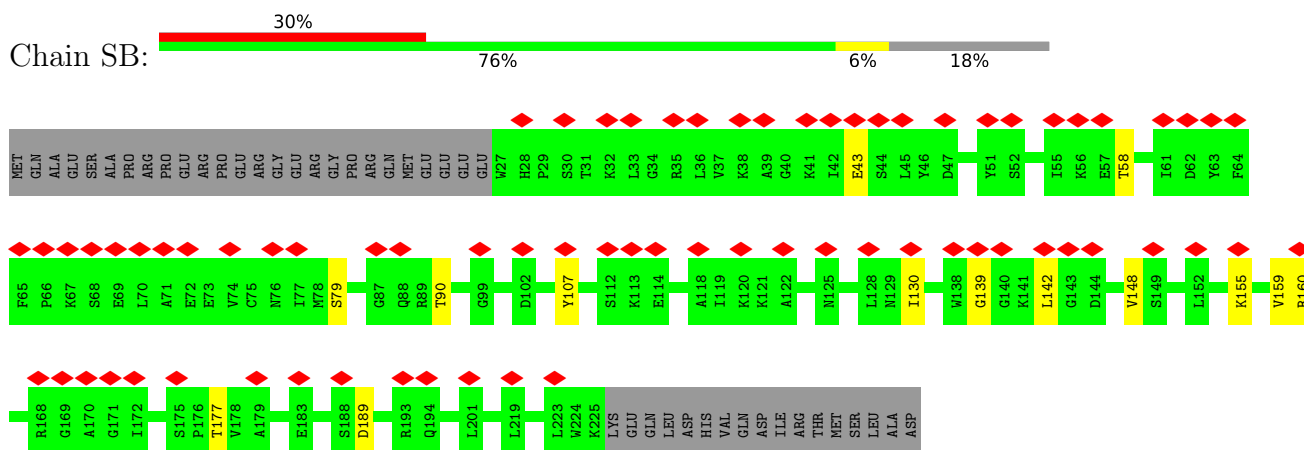 30%
Chain SB:
76% 6% 18%
MET GLN ALA GLU SER ALA PRO ARG PRO GLU ARG PRO GLU ARG GLY GLU ARG GLY PRO ARG GLN MET GLU GLU GLU GLU W27 H28 P29 S30 T31 K32 L33 G34 R35 L36 V37 K38 A39 G40 K41 I42 E43 S44 L45 Y46 D47 Y51 S52 I55 K56 E57 T58 I61 D62 Y63 F64
F65 P66 K67 S68 E69 L70 A71 E72 E73 V74 C75 N76 I77 M78 S79 G87 Q88 R89 T90 G99 D102 Y107 S112 K113 E114 A118 I119 K120 K121 A122 N125 L128 N129 I130 W138 G139 G140 K141 L142 G143 D144 V148 S149 L152 K155 V159 R160
R168 G169 A170 G171 I172 S175 P176 T177 V178 A179 E183 S188 D189 R193 Q194 L201 L219 L223 W224 K225 LYS GLU GLN LEU ASP HIS VAL GLN ASP ILE ARG THR MET SER LEU ALA ASP